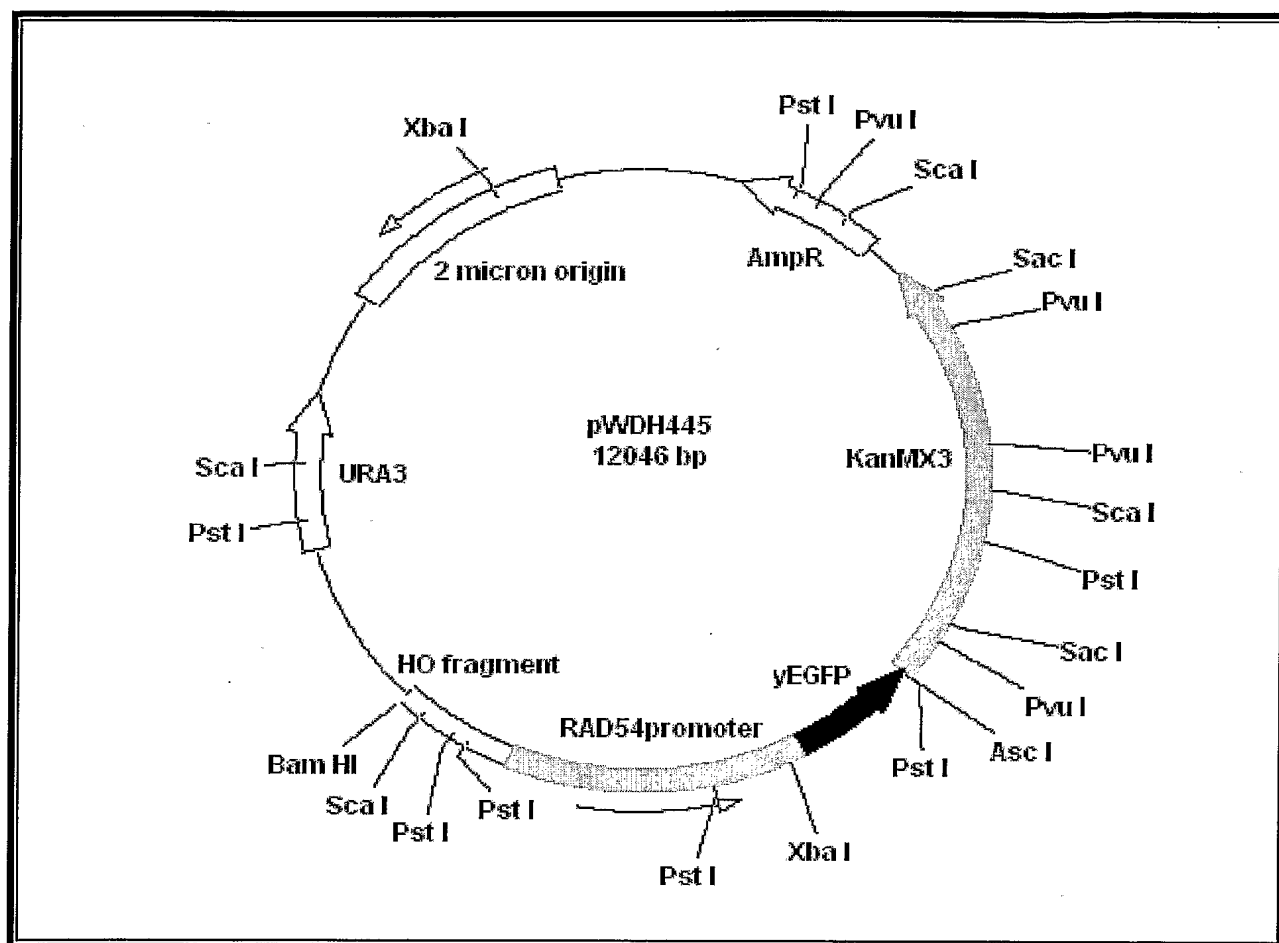 Pst I
Pvu I
Xba I
Sca I
AmpR
Sac I
2 micron origin
Pvu I
pWDH445
12046 bp
KanMX3
Pvu I
Sca I
URA3
Sca I
Pst I
Pst I
HO fragment
yEGFP
Sac I
Pvu I
RAD54promoter
Asc I
Bam HI
Pst I
Sca I
Pst I
Pst I
Xba I
Pst I